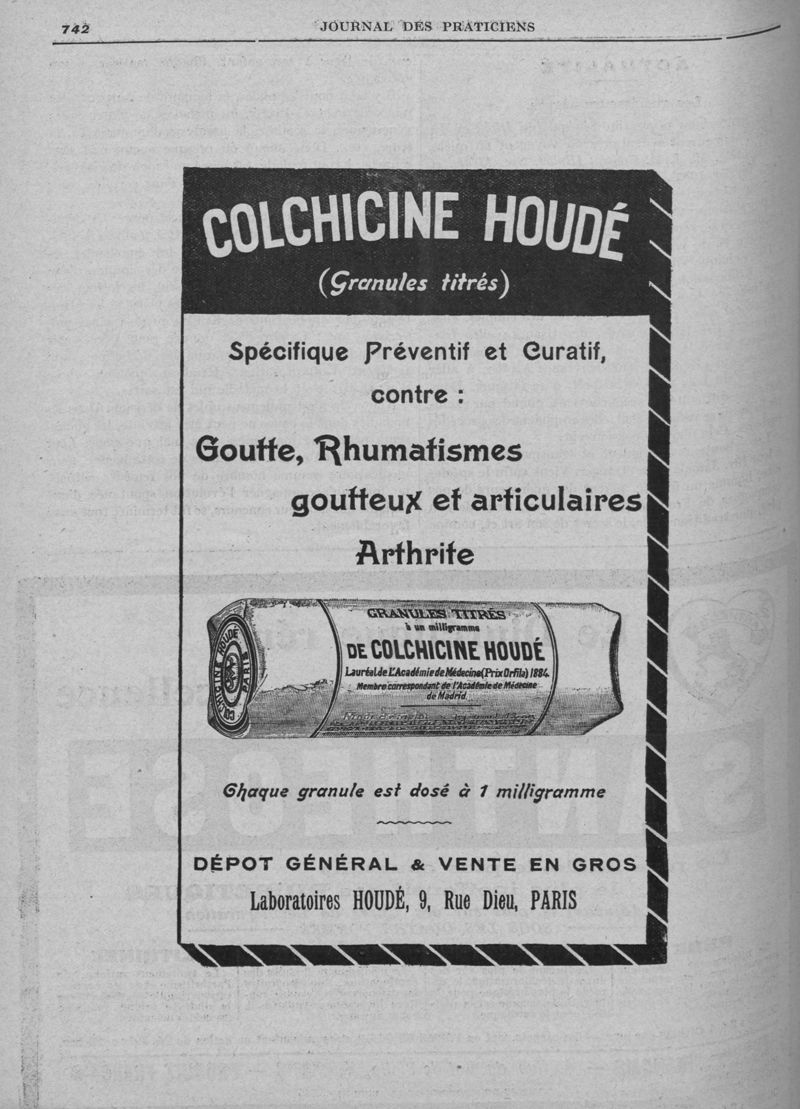 742
JOURNAL DES PRATICIENS
COLCHICINE HOUDÉ
(Granules titrés)
Spécifique Préventif et Curatif,
contre :
Goutte, Rhumatismes
goutteux et articulaires
Arthrite
GRANULES TITRÉS
à un milligramme
DE COLCHICINE HOUDÉ
Lauréat de L'Académie de Médecine (Prix Orfila) 1884.
Membre correspondant de l'Académie de Médecine
de Madrid.
COLCHICINE HOUDÉ
PARIS
Chaque granule est dosé à 1 milligramme
DÉPOT GÉNÉRAL & VENTE EN GROS
Laboratoires HOUDÉ, 9, Rue Dieu, PARIS